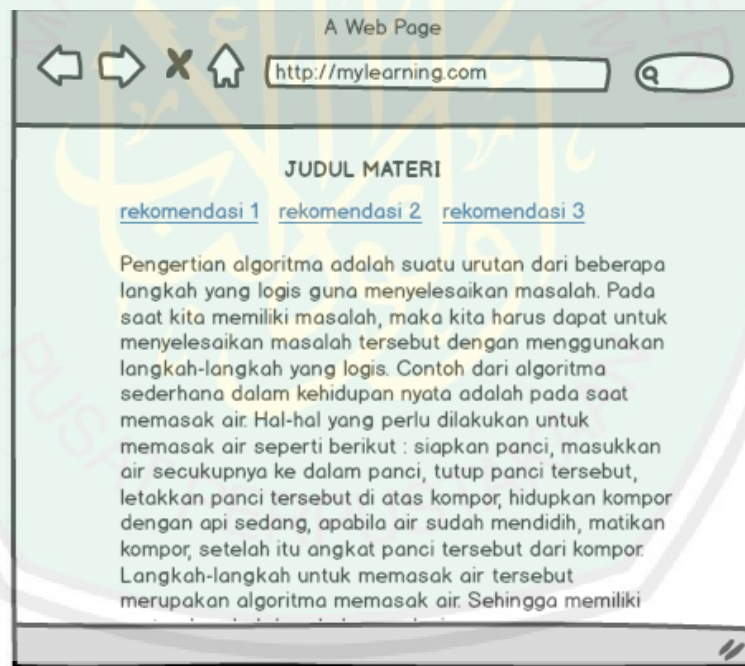 A Web Page
http://mylearning.com
JUDUL MATERI
rekomendasi 1 rekomendasi 2 rekomendasi 3
Pengertian algoritma adalah suatu urutan dari beberapa
langkah yang logis guna menyelesaikan masalah. Pada
saat kita memiliki masalah, maka kita harus dapat untuk
menyelesaikan masalah tersebut dengan menggunakan
langkah-langkah yang logis. Contoh dari algoritma
sederhana dalam kehidupan nyata adalah pada saat
memasak air. Hal-hal yang perlu dilakukan untuk
memasak air seperti berikut : siapkan panci, masukkan
air secukupnya ke dalam panci, tutup panci tersebut,
letakkan panci tersebut di atas kompor, hidupkan kompor
dengan api sedang, apabila air sudah mendidih, matikan
kompor, setelah itu angkat panci tersebut dari kompor.
Langkah-langkah untuk memasak air tersebut
merupakan algoritma memasak air. Sehingga memiliki